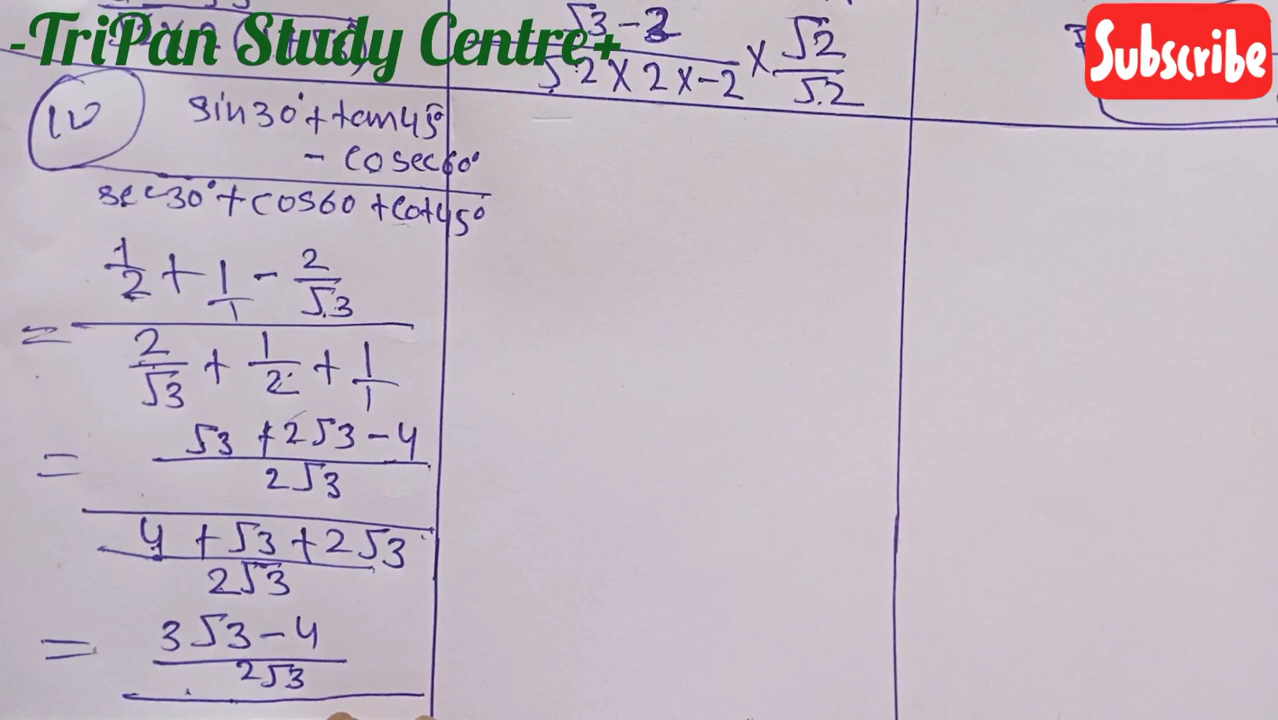 -TriPan Study Centre+
Subscribe
√3-2
√2×2×-2 × √2/√2
iv
sin30°+tan45°
- cosec60°
sec30°+cos60+cot45°
= 1/2 + 1/1 - 2/√3
2/√3 + 1/2 + 1/1
= √3+2√3-4
2√3
4+√3+2√3
2√3
= 3√3-4
2√3